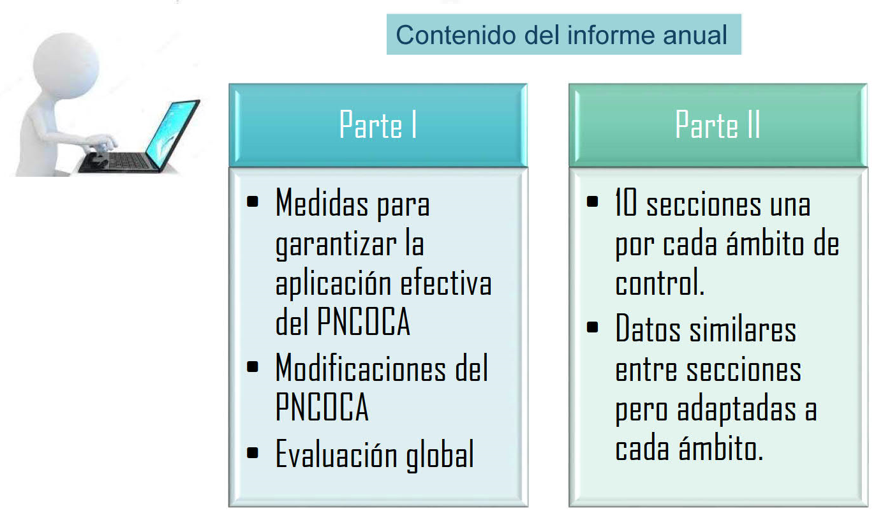 Contenido del informe anual
Parte I
▪ Medidas para
garantizar la
aplicación efectiva
del PNCOCA
▪ Modificaciones del
PNCOCA
▪ Evaluación global
Parte II
▪ 10 secciones una
por cada ámbito de
control.
▪ Datos similares
entre secciones
pero adaptadas a
cada ámbito.